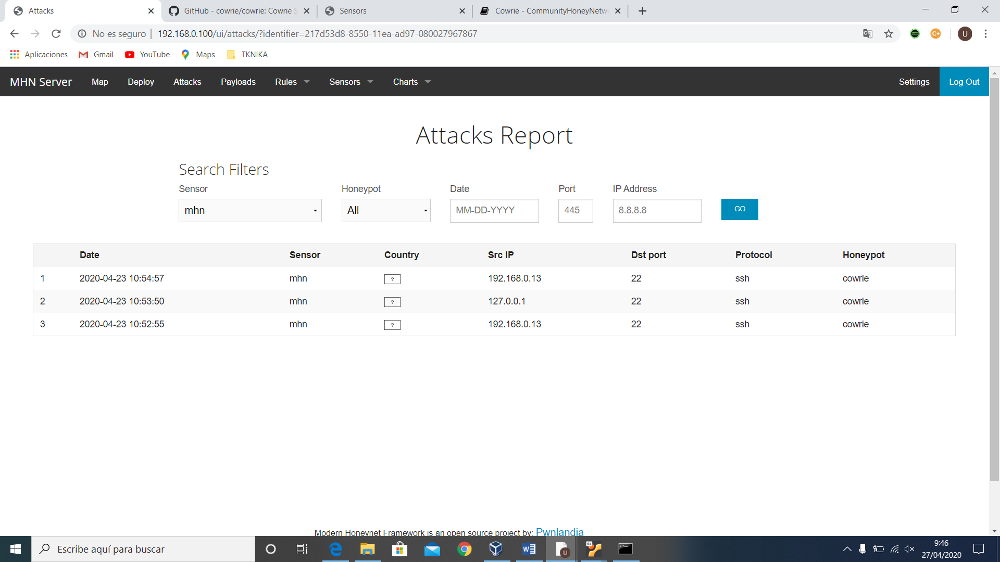 Attacks
GitHub - cowrie/cowrie: Cowrie S
Sensors
Cowrie - CommunityHoneyNetwo
No es seguro | 192.168.0.100/ui/attacks/?identifier=217d53d8-8550-11ea-ad97-080027967867
U
Aplicaciones Gmail YouTube Maps TKNIKA
MHN Server Map Deploy Attacks Payloads Rules Sensors Charts Settings Log Out
Attacks Report
Search Filters
Sensor Honeypot Date Port IP Address
mhn All MM-DD-YYYY 445 8.8.8.8 GO
Date Sensor Country Src IP Dst port Protocol Honeypot
1 2020-04-23 10:54:57 mhn ? 192.168.0.13 22 ssh cowrie
2 2020-04-23 10:53:50 mhn ? 127.0.0.1 22 ssh cowrie
3 2020-04-23 10:52:55 mhn ? 192.168.0.13 22 ssh cowrie
Modern Honeynet Framework is an open source project by: Pwnlandia
Escribe aquí para buscar
9:46
27/04/2020